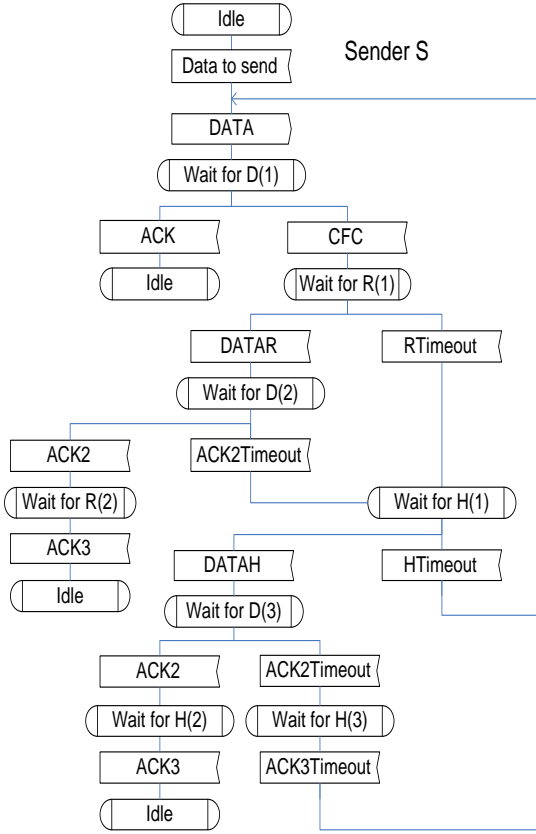 Idle
Data to send
Sender S
DATA
Wait for D(1)
ACK
CFC
Idle
Wait for R(1)
DATAR
RTimeout
Wait for D(2)
ACK2
ACK2Timeout
Wait for R(2)
Wait for H(1)
ACK3
DATAH
HTimeout
Idle
Wait for D(3)
ACK2
ACK2Timeout
Wait for H(2)
Wait for H(3)
ACK3
ACK3Timeout
Idle